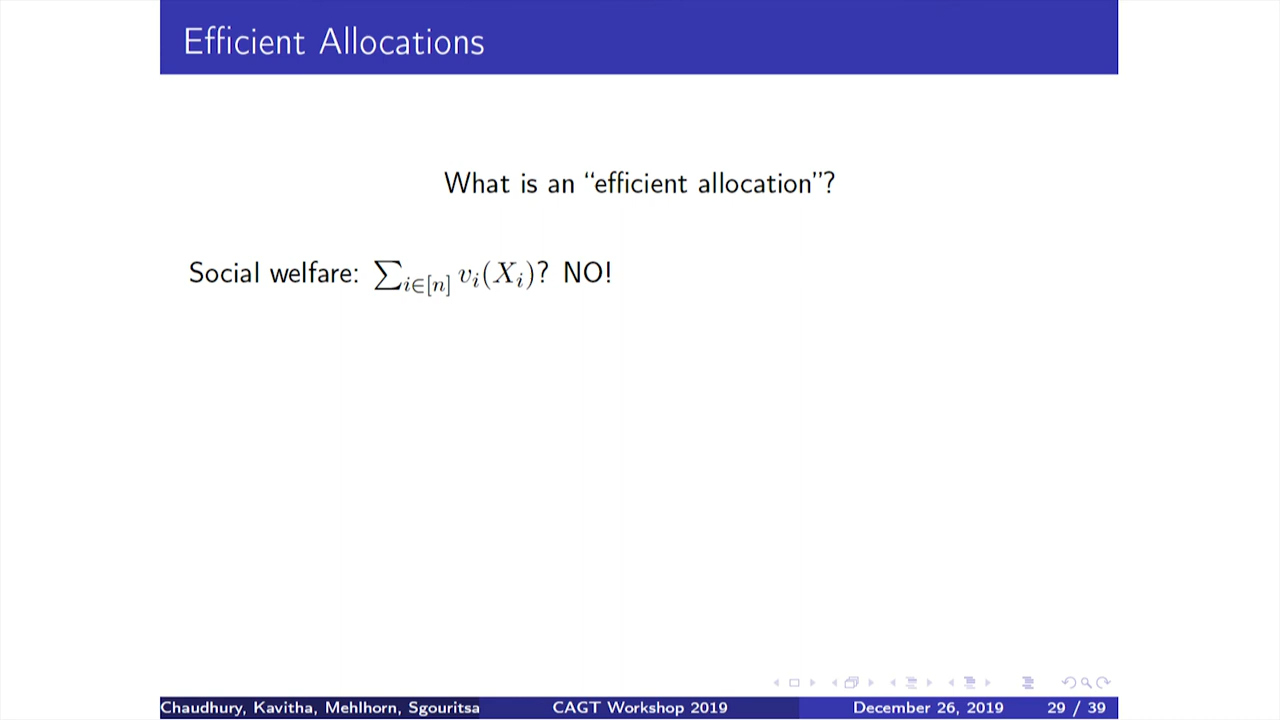 Efficient Allocations
What is an “efficient allocation”?
Social welfare: ∑_{i∈[n]} v_i(X_i)? NO!
Chaudhury, Kavitha, Mehlhorn, Sgouritsa CAGT Workshop 2019 December 26, 2019 29 / 39